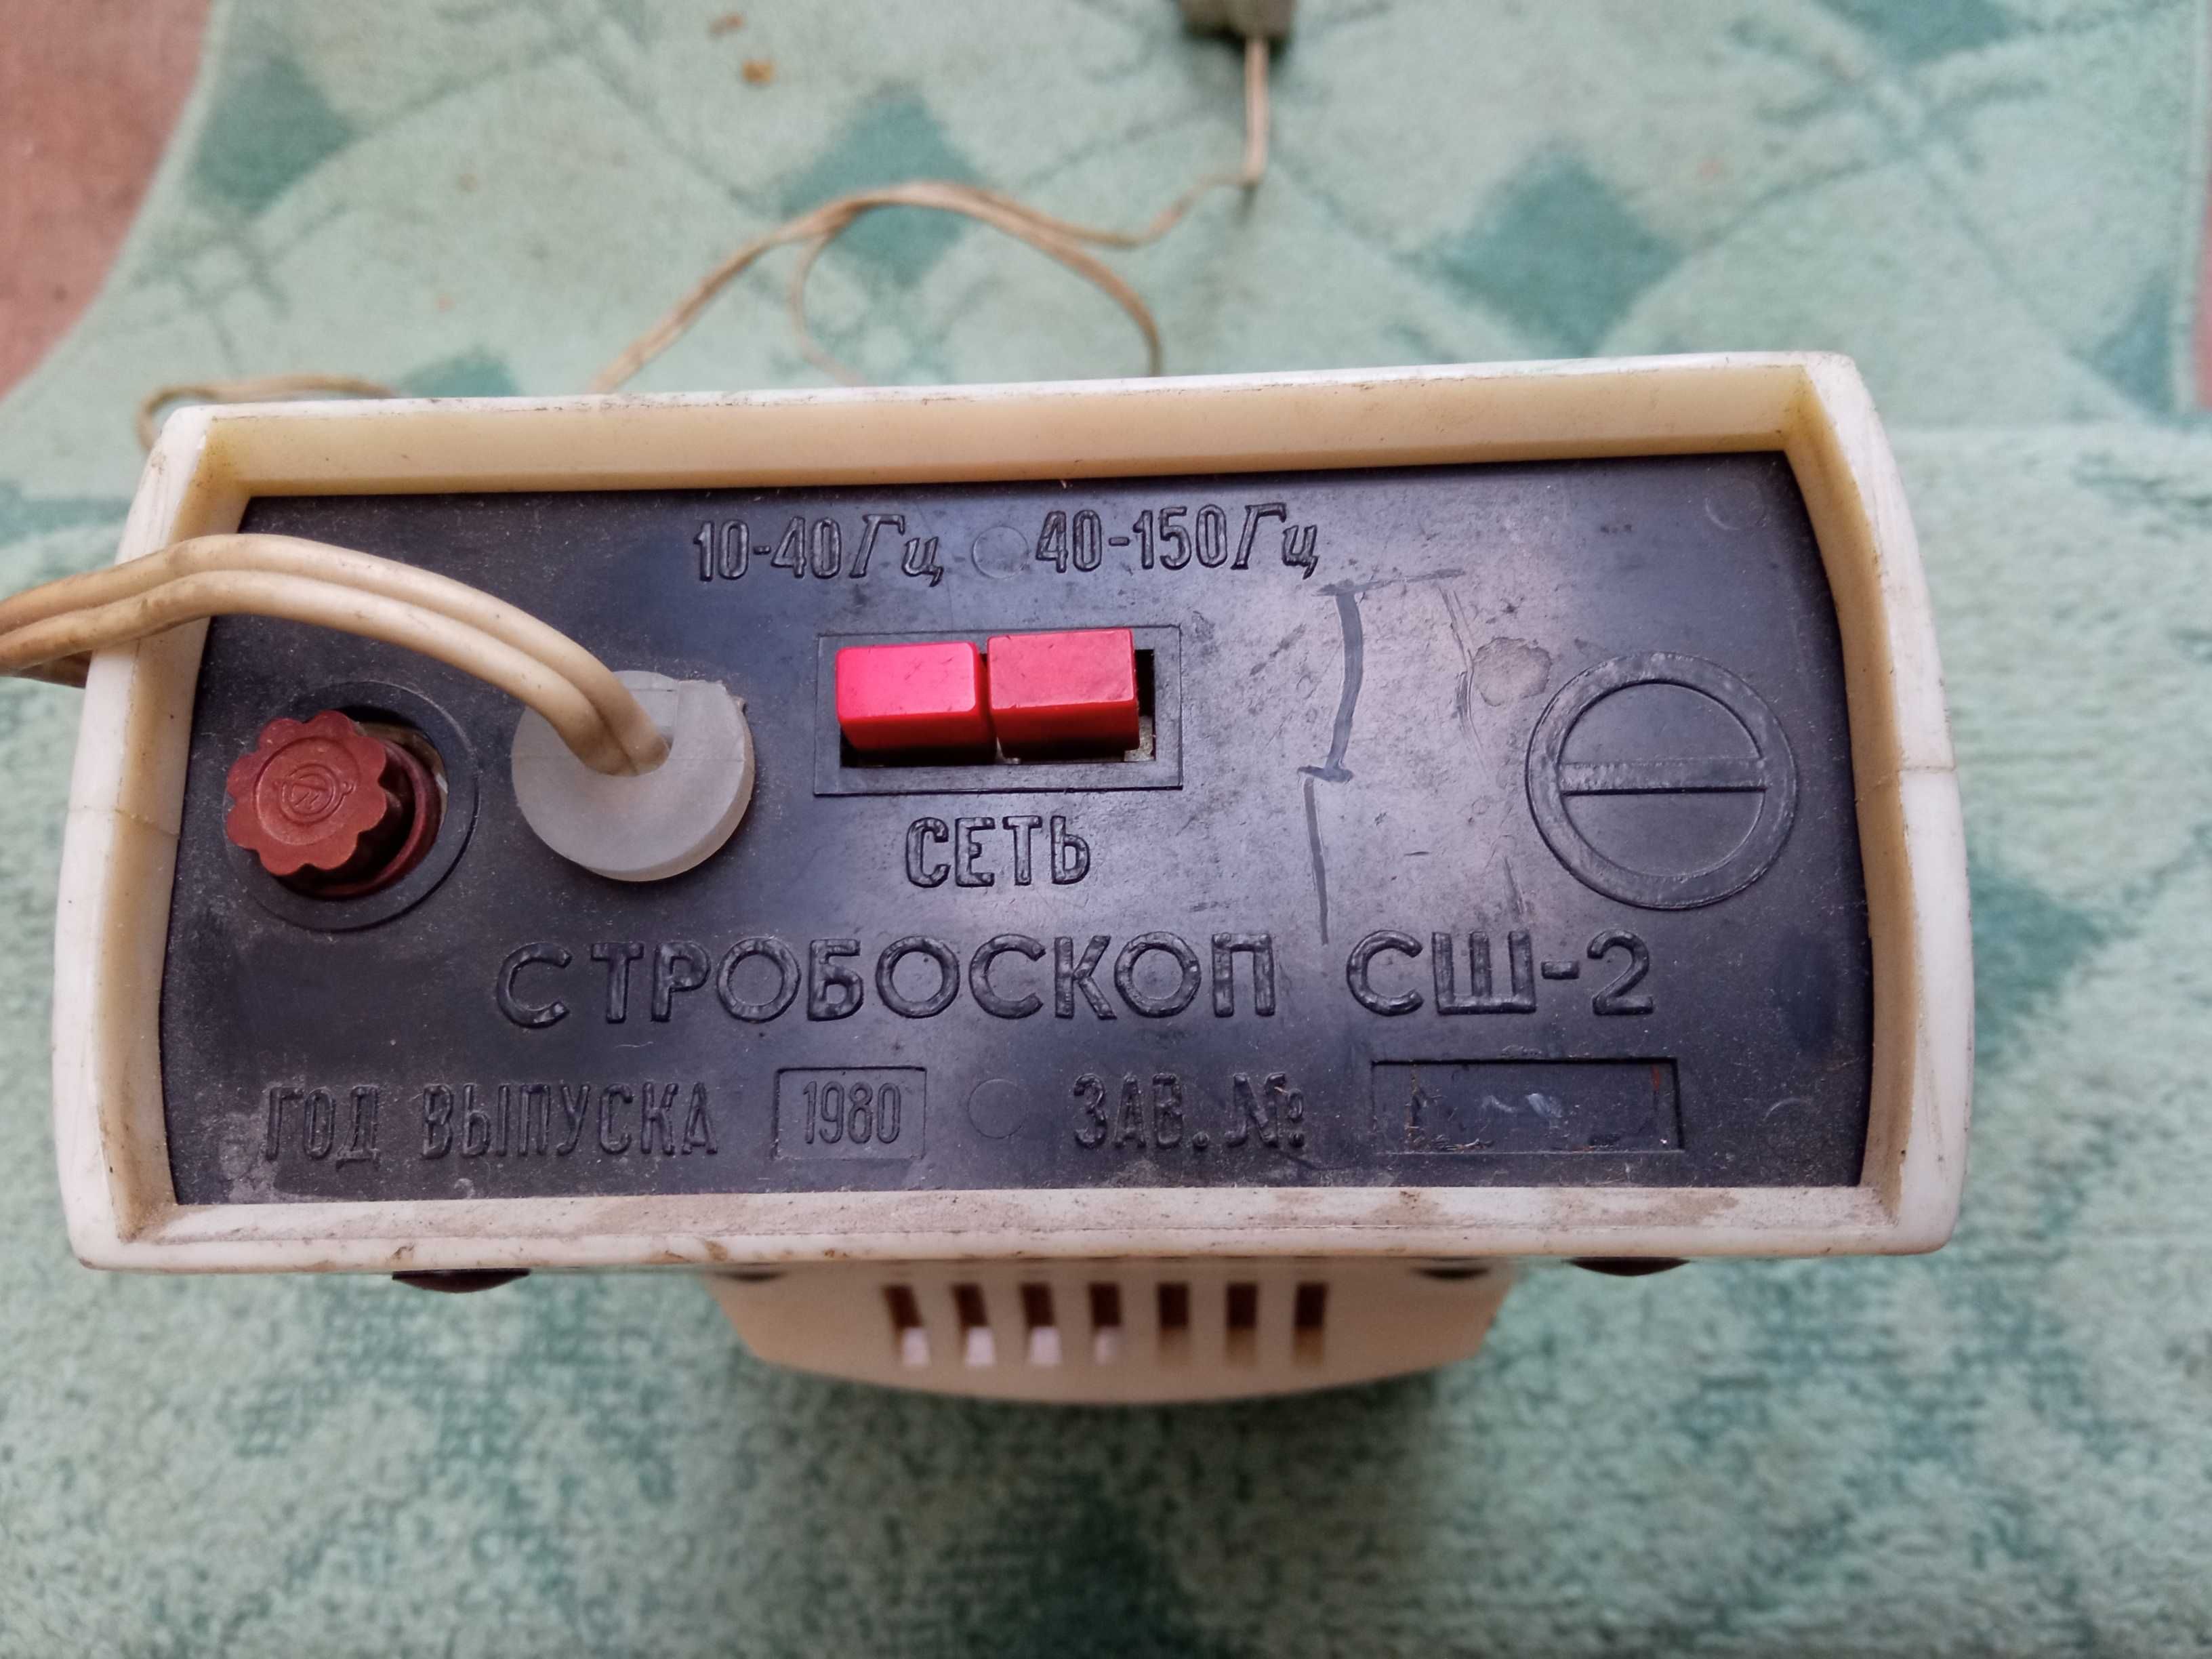 10-40Гц 40-150Гц
СЕТЬ
СТРОБОСКОП СШ-2
ГОД ВЫПУСКА 1980 ЗАВ. №